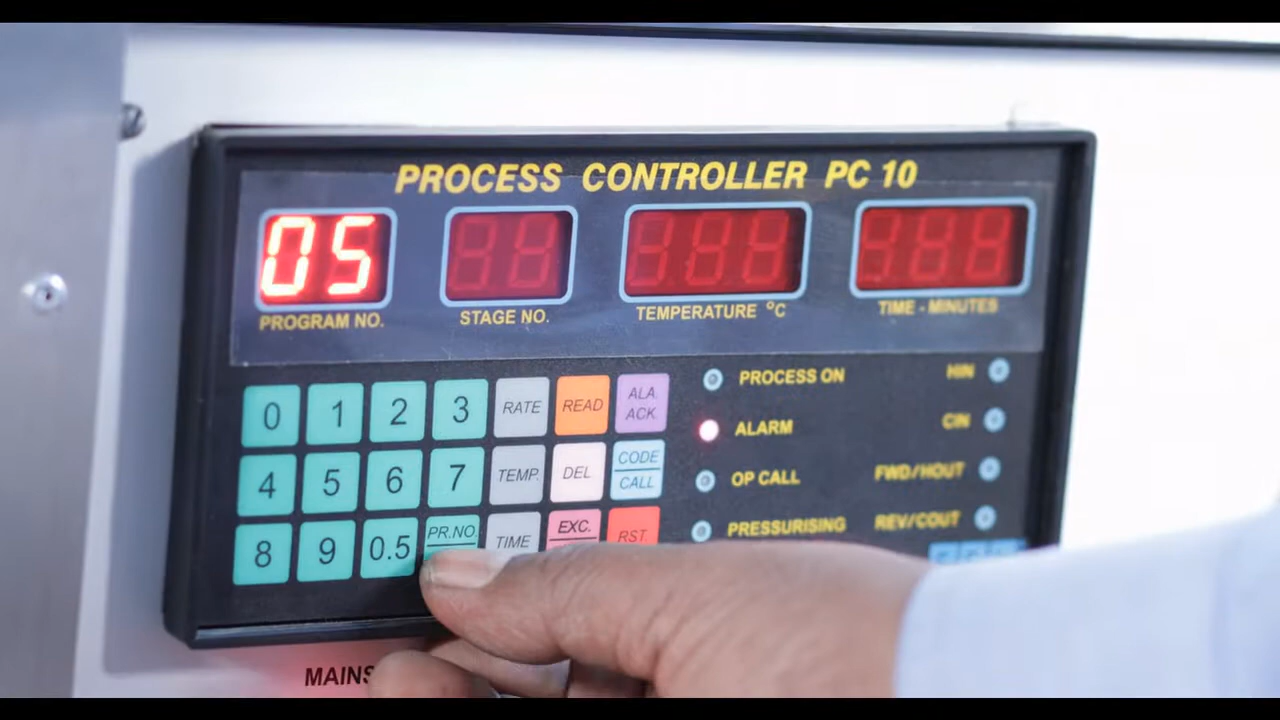 PROCESS CONTROLLER PC 10
05
PROGRAM NO.
STAGE NO.
TEMPERATURE °C
TIME - MINUTES
0 1 2 3 RATE READ ALA ACK
4 5 6 7 TEMP. DEL CODE CALL
8 9 0.5 PR.NO. TIME EXC. RST
PROCESS ON
ALARM
OP CALL
PRESSURISING
HIN
CIN
FWD/HOUT
REV/COUT
MAINS